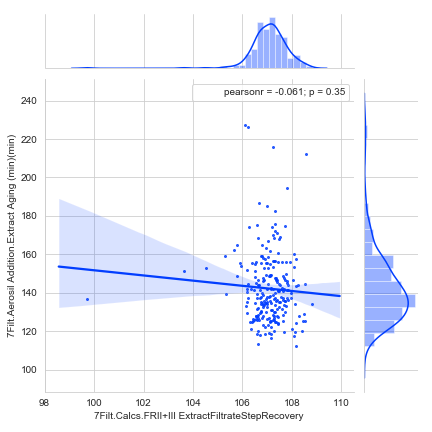 pearsonr = -0.061; p = 0.35
240
220
200
180
160
140
120
100
7Filt.Aerosil Addition.Extract Aging (min)(min)
98 100 102 104 106 108 110
7Filt.Calcs.FRII+III ExtractFiltrateStepRecovery